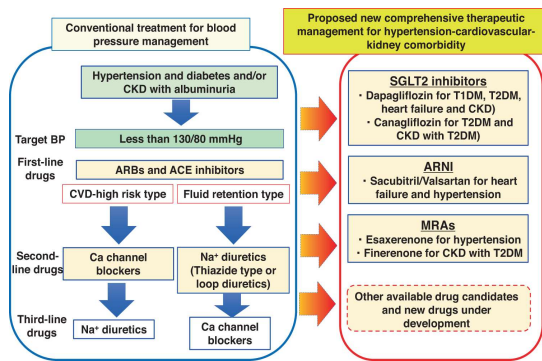 Conventional treatment for blood
pressure management
Hypertension and diabetes and/or
CKD with albuminuria
Target BP
Less than 130/80 mmHg
First-line
drugs
ARBs and ACE inhibitors
CVD-high risk type
Fluid retention type
Second-
line drugs
Ca channel
blockers
Na⁺ diuretics
(Thiazide type or
loop diuretics)
Third-line
drugs
Na⁺ diuretics
Ca channel
blockers
Proposed new comprehensive therapeutic
management for hypertension-cardiovascular-
kidney comorbidity
SGLT2 inhibitors
・Dapagliflozin for T1DM, T2DM,
heart failure and CKD)
・Canagliflozin for T2DM and
CKD with T2DM)
ARNI
・Sacubitril/Valsartan for heart
failure and hypertension
MRAs
・Esaxerenone for hypertension
・Finerenone for CKD with T2DM
Other available drug candidates
and new drugs under
development